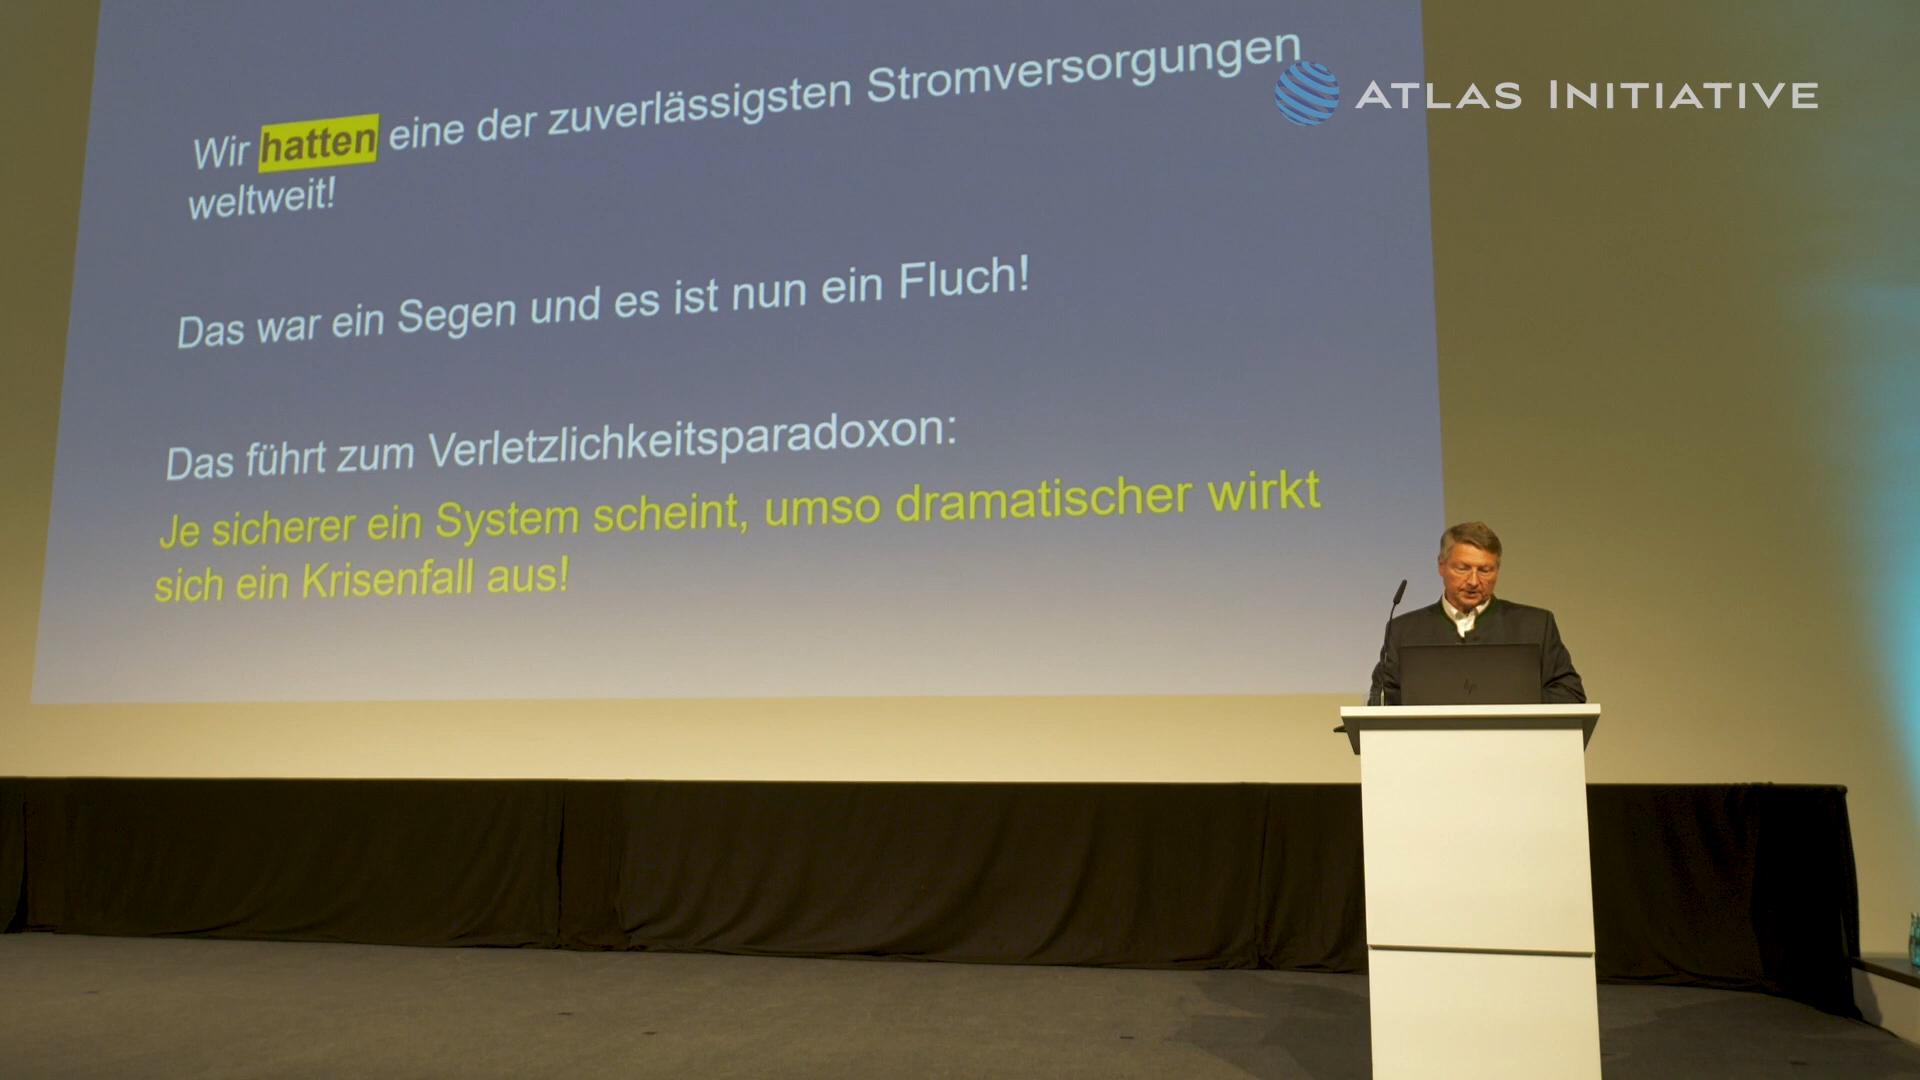 Wir hatten eine der zuverlässigsten Stromversorgungen
weltweit!
Das war ein Segen und es ist nun ein Fluch!
Das führt zum Verletzlichkeitsparadoxon:
Je sicherer ein System scheint, umso dramatischer wirkt
sich ein Krisenfall aus!
ATLAS INITIATIVE
hp